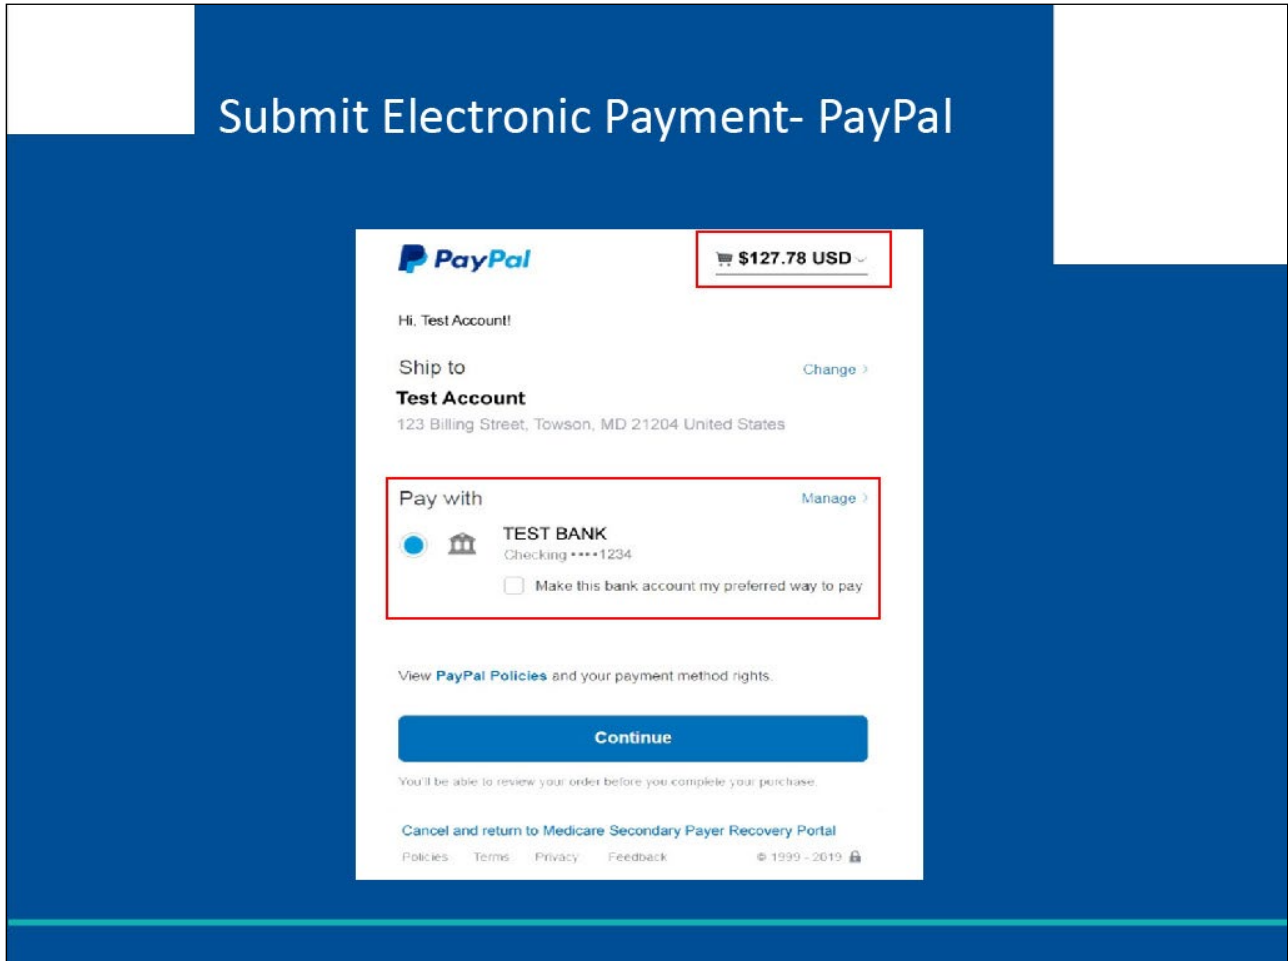 Submit Electronic Payment- PayPal
PayPal
$127.78 USD
Hi, Test Account!
Ship to
Change >
Test Account
123 Billing Street, Towson, MD 21204 United States
Pay with
Manage >
TEST BANK
Checking ••••1234
Make this bank account my preferred way to pay
View PayPal Policies and your payment method rights.
Continue
You'll be able to review your order before you complete your purchase.
Cancel and return to Medicare Secondary Payer Recovery Portal
Policies Terms Privacy Feedback © 1999 - 2019